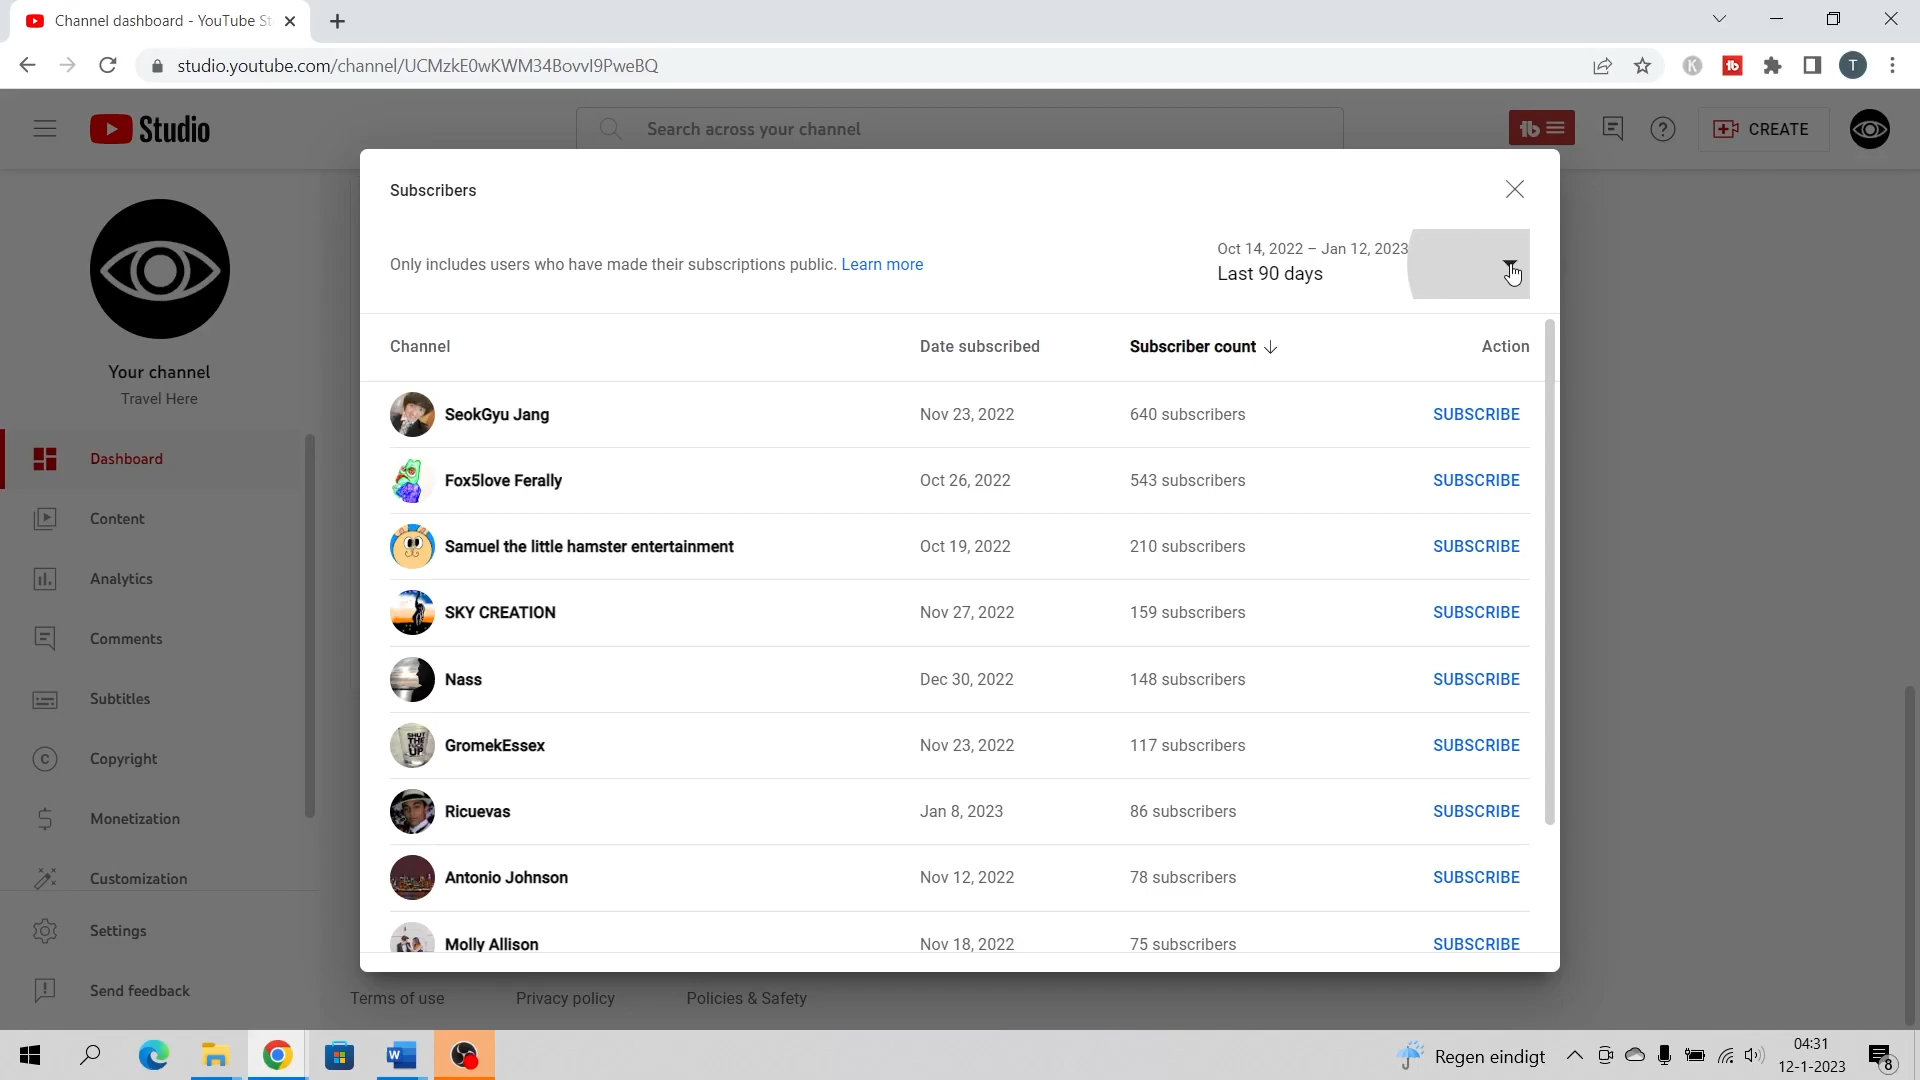 Channel dashboard - YouTube St
studio.youtube.com/channel/UCMzkE0wKWM34BovvI9PweBQ
T
Studio
Search across your channel
CREATE
Your channel
Travel Here
Dashboard
Content
Analytics
Comments
Subtitles
Copyright
Monetization
Customization
Settings
Send feedback
Subscribers
Only includes users who have made their subscriptions public. Learn more
Oct 14, 2022 – Jan 12, 2023
Last 90 days
Channel Date subscribed Subscriber count Action
SeokGyu Jang Nov 23, 2022 640 subscribers SUBSCRIBE
Fox5love Ferally Oct 26, 2022 543 subscribers SUBSCRIBE
Samuel the little hamster entertainment Oct 19, 2022 210 subscribers SUBSCRIBE
SKY CREATION Nov 27, 2022 159 subscribers SUBSCRIBE
Nass Dec 30, 2022 148 subscribers SUBSCRIBE
GromekEssex Nov 23, 2022 117 subscribers SUBSCRIBE
Ricuevas Jan 8, 2023 86 subscribers SUBSCRIBE
Antonio Johnson Nov 12, 2022 78 subscribers SUBSCRIBE
Molly Allison Nov 18, 2022 75 subscribers SUBSCRIBE
Terms of use Privacy policy Policies & Safety
Regen eindigt
04:31
12-1-2023
8